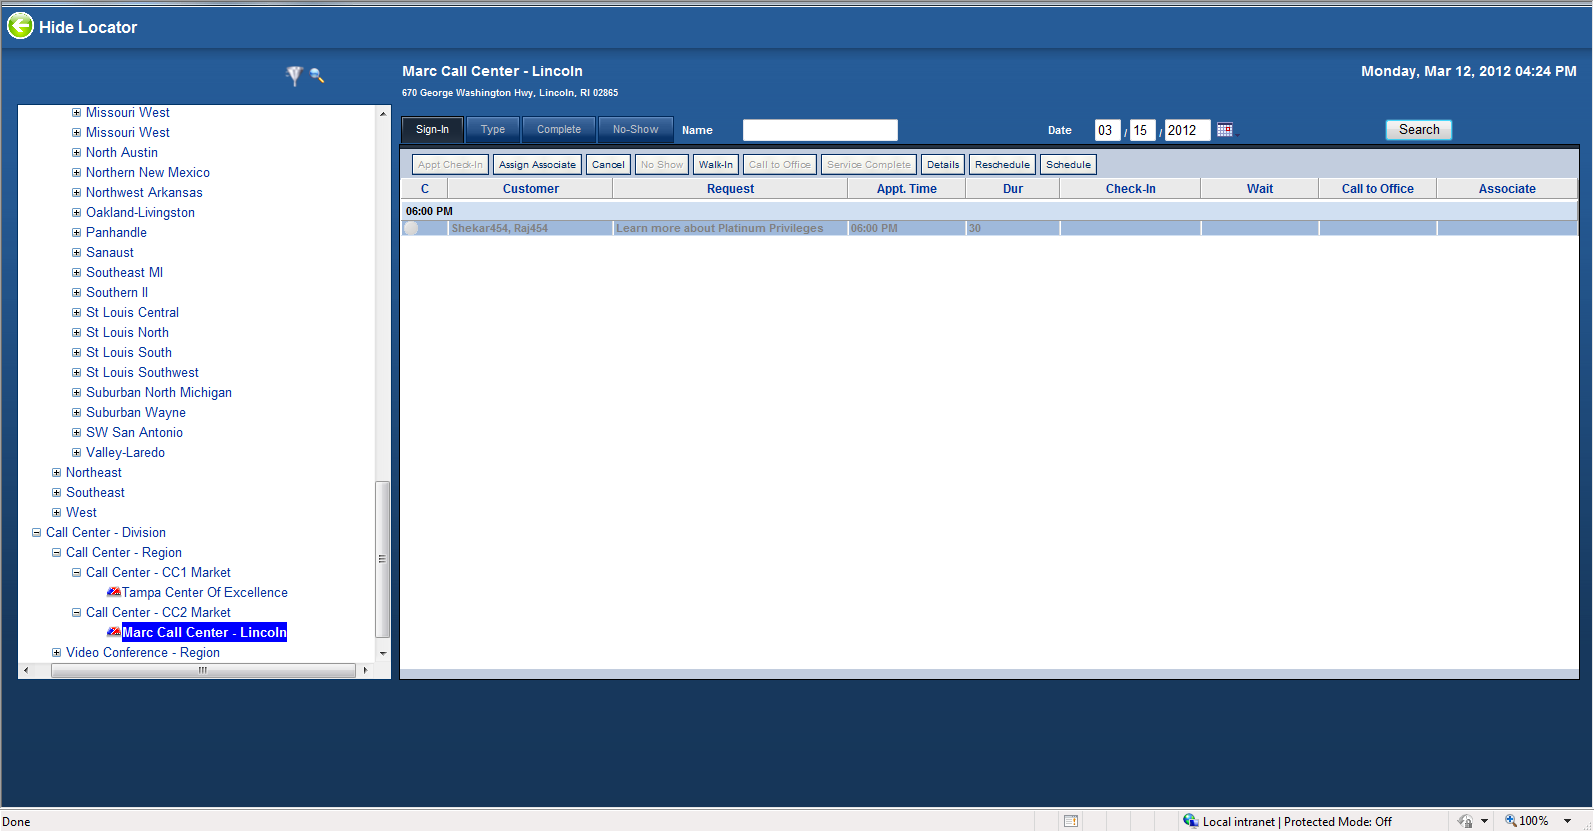 Hide Locator
Marc Call Center - Lincoln
Monday, Mar 12, 2012 04:24 PM
670 George Washington Hwy, Lincoln, RI 02865
Sign-In Type Complete No-Show Name Date 03 / 15 / 2012 Search
Appt Check-In Assign Associate Cancel No Show Walk-In Call to Office Service Complete Details Reschedule Schedule
C Customer Request Appt. Time Dur Check-In Wait Call to Office Associate
06:00 PM
Shekar454, Raj454 Learn more about Platinum Privileges 06:00 PM 30
Missouri West
Missouri West
North Austin
Northern New Mexico
Northwest Arkansas
Oakland-Livingston
Panhandle
Sanaust
Southeast MI
Southern Il
St Louis Central
St Louis North
St Louis South
St Louis Southwest
Suburban North Michigan
Suburban Wayne
SW San Antonio
Valley-Laredo
Northeast
Southeast
West
Call Center - Division
Call Center - Region
Call Center - CC1 Market
Tampa Center Of Excellence
Call Center - CC2 Market
Marc Call Center - Lincoln
Video Conference - Region
Done
Local intranet | Protected Mode: Off
100%